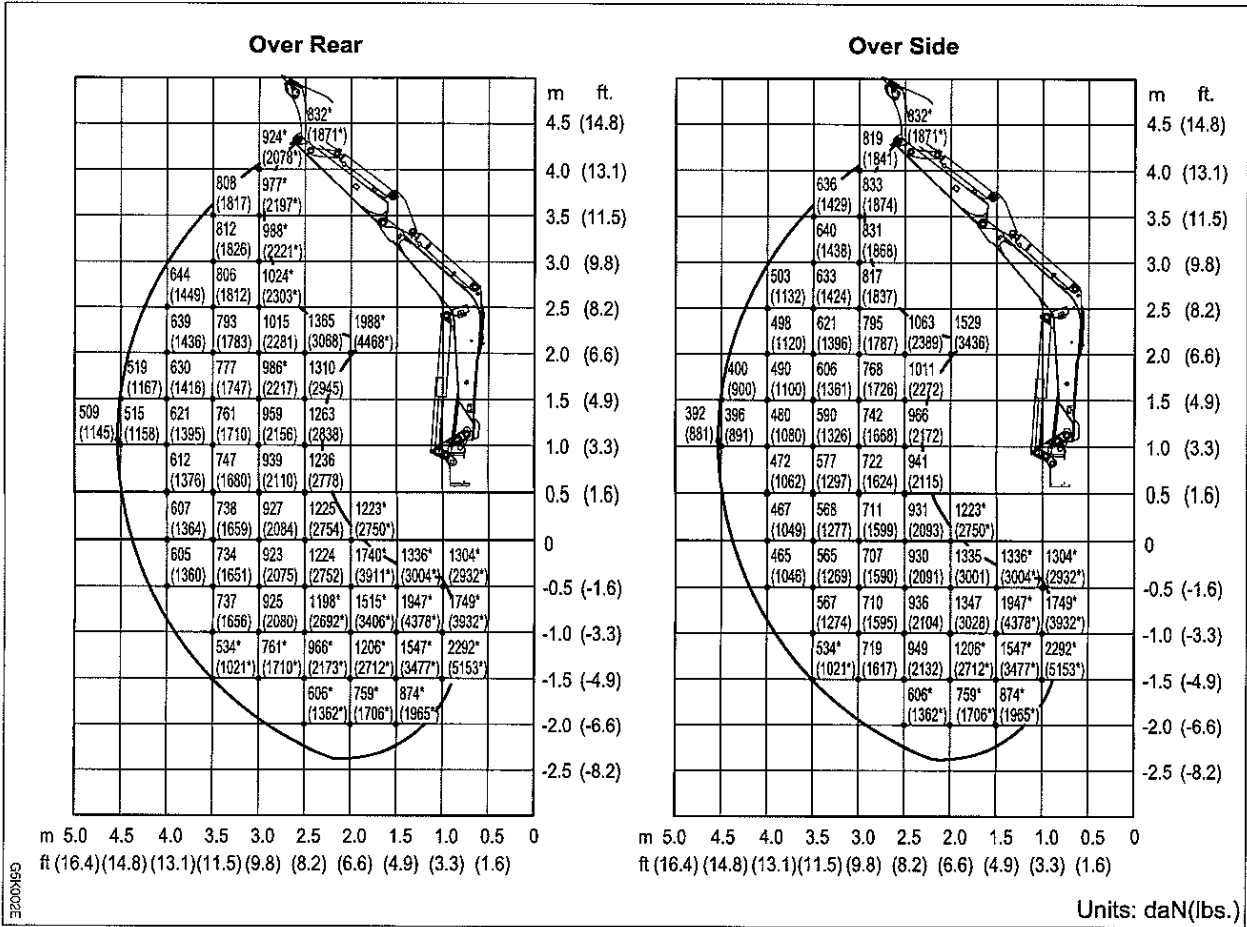 Over Rear
Over Side
m ft.
4.5 (14.8)
4.0 (13.1)
3.5 (11.5)
3.0 (9.8)
2.5 (8.2)
2.0 (6.6)
1.5 (4.9)
1.0 (3.3)
0.5 (1.6)
0
-0.5 (-1.6)
-1.0 (-3.3)
-1.5 (-4.9)
-2.0 (-6.6)
-2.5 (-8.2)
832*
(1871*)
924*
(2078*)
808 977*
(1817) (2197*)
812 988*
(1826) (2221*)
644 806 1024*
(1449) (1812) (2303*)
639 793 1015 1365 1988*
(1436) (1783) (2281) (3068) (4468*)
519 630 777 986* 1310
(1167) (1416) (1747) (2217) (2945)
509 515 621 761 959 1263
(1145) (1158) (1395) (1710) (2156) (2838)
612 747 939 1236
(1376) (1680) (2110) (2778)
607 738 927 1225 1223*
(1364) (1659) (2084) (2754) (2750*)
605 734 923 1224 1740* 1336* 1304*
(1360) (1651) (2075) (2752) (3911*) (3004*) (2932*)
737 925 1198* 1515* 1947* 1749*
(1656) (2080) (2692*) (3406*) (4378*) (3932*)
534* 761* 966* 1206* 1547* 2292*
(1021*) (1710*) (2173*) (2712*) (3477*) (5153*)
606* 759* 874*
(1362*) (1706*) (1965*)
m 5.0 4.5 4.0 3.5 3.0 2.5 2.0 1.5 1.0 0.5 0
ft (16.4) (14.8) (13.1) (11.5) (9.8) (8.2) (6.6) (4.9) (3.3) (1.6)
m ft.
4.5 (14.8)
4.0 (13.1)
3.5 (11.5)
3.0 (9.8)
2.5 (8.2)
2.0 (6.6)
1.5 (4.9)
1.0 (3.3)
0.5 (1.6)
0
-0.5 (-1.6)
-1.0 (-3.3)
-1.5 (-4.9)
-2.0 (-6.6)
-2.5 (-8.2)
832*
(1871*)
819
(1841)
636 833
(1429) (1874)
640 831
(1438) (1868)
503 633 817
(1132) (1424) (1837)
498 621 795 1063 1529
(1120) (1396) (1787) (2389) (3436)
400 490 606 768 1011
(900) (1100) (1361) (1726) (2272)
392 396 480 590 742 966
(881) (891) (1080) (1326) (1668) (2172)
472 577 722 941
(1062) (1297) (1624) (2115)
467 568 711 931 1223*
(1049) (1277) (1599) (2093) (2750*)
465 565 707 930 1335 1336* 1304*
(1046) (1269) (1590) (2091) (3001) (3004*) (2932*)
567 710 936 1347 1947* 1749*
(1274) (1595) (2104) (3028) (4378*) (3932*)
534* 719 949 1206* 1547* 2292*
(1021*) (1617) (2132) (2712*) (3477*) (5153*)
606* 759* 874*
(1362*) (1706*) (1965*)
m 5.0 4.5 4.0 3.5 3.0 2.5 2.0 1.5 1.0 0.5 0
ft (16.4) (14.8) (13.1) (11.5) (9.8) (8.2) (6.6) (4.9) (3.3) (1.6)
G6K002E
Units: daN(lbs.)